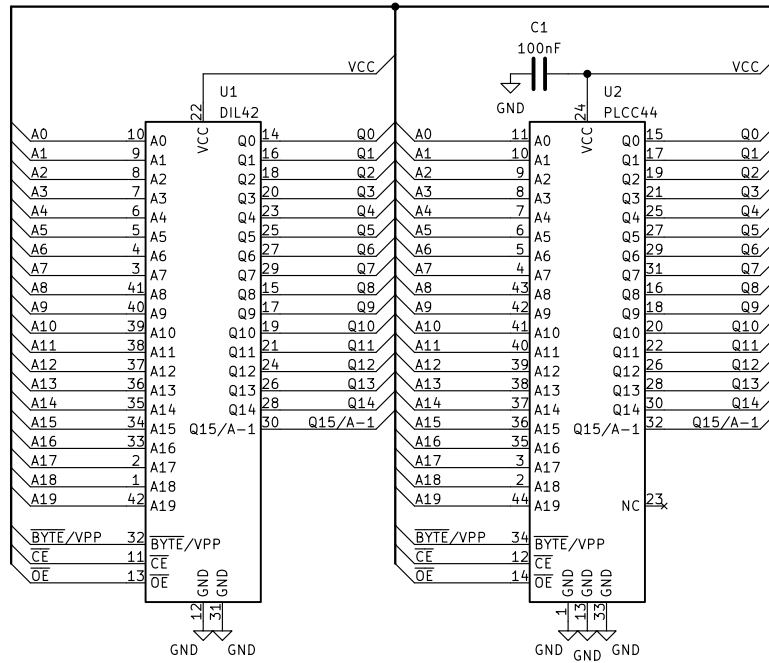 C1
100nF
VCC
VCC
GND
U1
DIL42
U2
PLCC44
22
VCC
24
VCC
A0 10 A0 Q0 14 Q0
A0 11 A0 Q0 15 Q0
A1 9 A1 Q1 16 Q1
A1 10 A1 Q1 17 Q1
A2 8 A2 Q2 18 Q2
A2 9 A2 Q2 19 Q2
A3 7 A3 Q3 20 Q3
A3 8 A3 Q3 21 Q3
A4 6 A4 Q4 23 Q4
A4 7 A4 Q4 25 Q4
A5 5 A5 Q5 25 Q5
A5 6 A5 Q5 27 Q5
A6 4 A6 Q6 27 Q6
A6 5 A6 Q6 29 Q6
A7 3 A7 Q7 29 Q7
A7 4 A7 Q7 31 Q7
A8 41 A8 Q8 15 Q8
A8 43 A8 Q8 16 Q8
A9 40 A9 Q9 17 Q9
A9 42 A9 Q9 18 Q9
A10 39 A10 Q10 19 Q10
A10 41 A10 Q10 20 Q10
A11 38 A11 Q11 21 Q11
A11 40 A11 Q11 22 Q11
A12 37 A12 Q12 24 Q12
A12 39 A12 Q12 26 Q12
A13 36 A13 Q13 26 Q13
A13 38 A13 Q13 28 Q13
A14 35 A14 Q14 28 Q14
A14 37 A14 Q14 30 Q14
A15 34 A15 Q15/A-1 30 Q15/A-1
A15 36 A15 Q15/A-1 32 Q15/A-1
A16 33 A16
A16 35 A16
A17 2 A17
A17 3 A17
A18 1 A18
A18 2 A18
A19 42 A19
A19 44 A19 NC 23
BYTE/VPP 32 BYTE/VPP
BYTE/VPP 34 BYTE/VPP
CE 11 CE
CE 12 CE
OE 13 OE
OE 14 OE
GND GND
GND GND GND
12 31
1 13 33
GND GND
GND GND GND